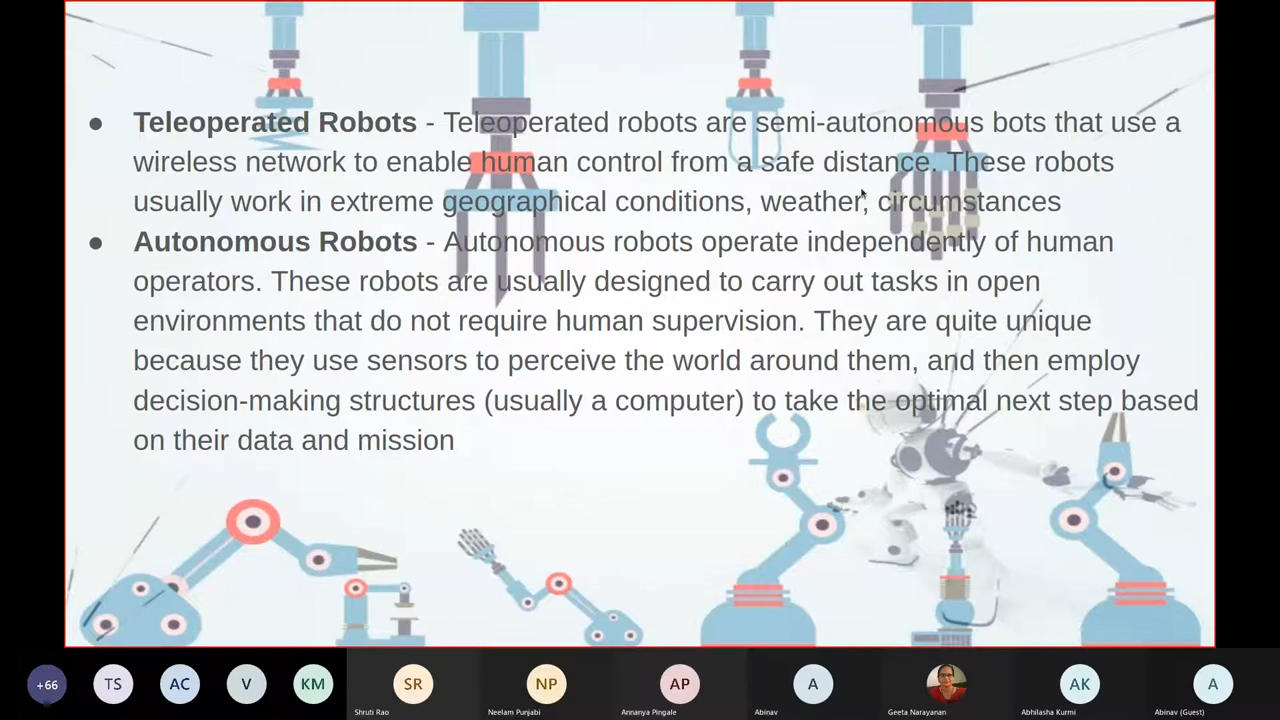 ● Teleoperated Robots - Teleoperated robots are semi-autonomous bots that use a
wireless network to enable human control from a safe distance. These robots
usually work in extreme geographical conditions, weather, circumstances
● Autonomous Robots - Autonomous robots operate independently of human
operators. These robots are usually designed to carry out tasks in open
environments that do not require human supervision. They are quite unique
because they use sensors to perceive the world around them, and then employ
decision-making structures (usually a computer) to take the optimal next step based
on their data and mission
+66 TS AC V KM SR NP AP A AK A
Shruti Rao Neelam Punjabi Annanya Pingale Abinav Geeta Narayanan Abhilasha Kurmi Abinav (Guest)